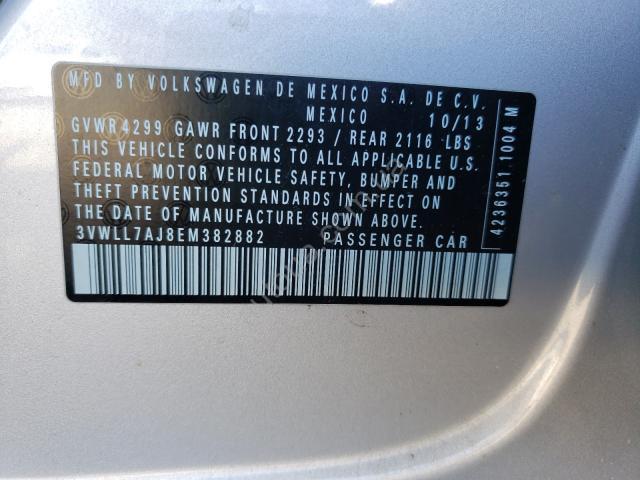 MFD BY VOLKSWAGEN DE MEXICO S.A. DE C.V.
MEXICO 10/13
GVWR 4299 GAWR FRONT 2293 / REAR 2116 LBS
THIS VEHICLE CONFORMS TO ALL APPLICABLE U.S.
FEDERAL MOTOR VEHICLE SAFETY, BUMPER AND
THEFT PREVENTION STANDARDS IN EFFECT ON
THE DATE OF MANUFACTURE SHOWN ABOVE.
3VWLL7AJ8EM382882 PASSENGER CAR
4236351 1004 M